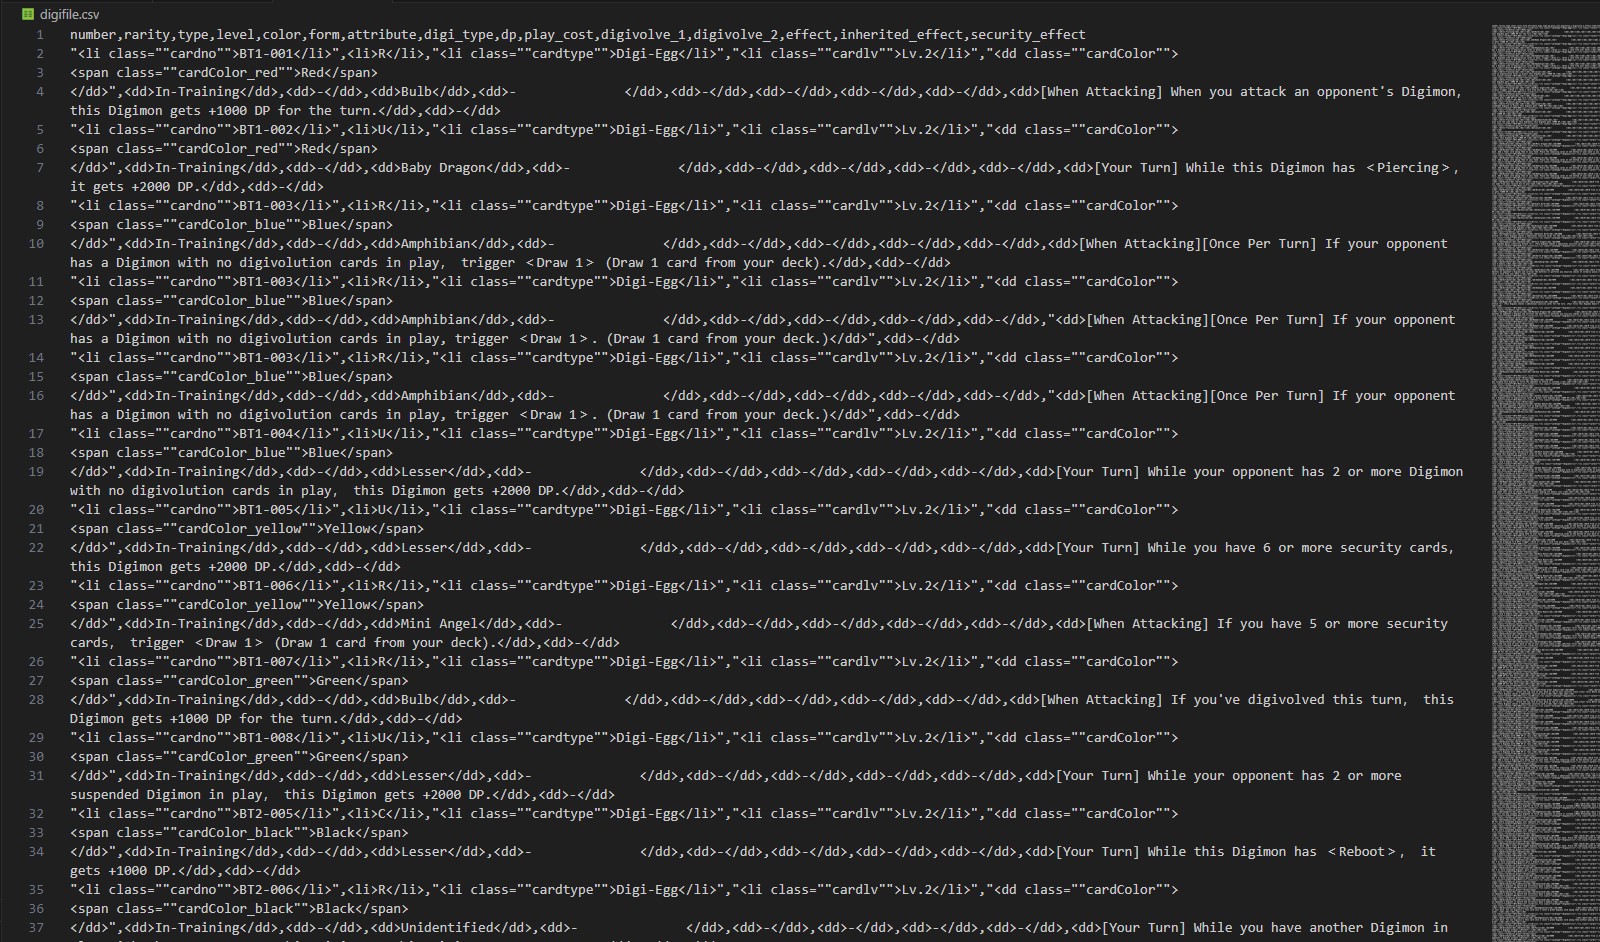 digifile.csv
1 number,rarity,type,level,color,form,attribute,digi_type,dp,play_cost,digivolve_1,digivolve_2,effect,inherited_effect,security_effect
2 "<li class=""cardno"">BT1-001</li>",<li>R</li>,"<li class=""cardtype"">Digi-Egg</li>","<li class=""cardlv"">Lv.2</li>","<dd class=""cardColor"">
3 <span class=""cardColor_red"">Red</span>
4 </dd>",<dd>In-Training</dd>,<dd>-</dd>,<dd>Bulb</dd>,<dd>-              </dd>,<dd>-</dd>,<dd>-</dd>,<dd>-</dd>,<dd>-</dd>,<dd>[When Attacking] When you attack an opponent's Digimon,
this Digimon gets +1000 DP for the turn.</dd>,<dd>-</dd>
5 "<li class=""cardno"">BT1-002</li>",<li>U</li>,"<li class=""cardtype"">Digi-Egg</li>","<li class=""cardlv"">Lv.2</li>","<dd class=""cardColor"">
6 <span class=""cardColor_red"">Red</span>
7 </dd>",<dd>In-Training</dd>,<dd>-</dd>,<dd>Baby Dragon</dd>,<dd>-              </dd>,<dd>-</dd>,<dd>-</dd>,<dd>-</dd>,<dd>-</dd>,<dd>[Your Turn] While this Digimon has ＜Piercing＞,
it gets +2000 DP.</dd>,<dd>-</dd>
8 "<li class=""cardno"">BT1-003</li>",<li>R</li>,"<li class=""cardtype"">Digi-Egg</li>","<li class=""cardlv"">Lv.2</li>","<dd class=""cardColor"">
9 <span class=""cardColor_blue"">Blue</span>
10 </dd>",<dd>In-Training</dd>,<dd>-</dd>,<dd>Amphibian</dd>,<dd>-              </dd>,<dd>-</dd>,<dd>-</dd>,<dd>-</dd>,<dd>-</dd>,<dd>[When Attacking][Once Per Turn] If your opponent
has a Digimon with no digivolution cards in play,  trigger ＜Draw 1＞ (Draw 1 card from your deck).</dd>,<dd>-</dd>
11 "<li class=""cardno"">BT1-003</li>",<li>R</li>,"<li class=""cardtype"">Digi-Egg</li>","<li class=""cardlv"">Lv.2</li>","<dd class=""cardColor"">
12 <span class=""cardColor_blue"">Blue</span>
13 </dd>",<dd>In-Training</dd>,<dd>-</dd>,<dd>Amphibian</dd>,<dd>-              </dd>,<dd>-</dd>,<dd>-</dd>,<dd>-</dd>,<dd>-</dd>,"<dd>[When Attacking][Once Per Turn] If your opponent
has a Digimon with no digivolution cards in play, trigger ＜Draw 1＞. (Draw 1 card from your deck.)</dd>",<dd>-</dd>
14 "<li class=""cardno"">BT1-003</li>",<li>R</li>,"<li class=""cardtype"">Digi-Egg</li>","<li class=""cardlv"">Lv.2</li>","<dd class=""cardColor"">
15 <span class=""cardColor_blue"">Blue</span>
16 </dd>",<dd>In-Training</dd>,<dd>-</dd>,<dd>Amphibian</dd>,<dd>-              </dd>,<dd>-</dd>,<dd>-</dd>,<dd>-</dd>,<dd>-</dd>,"<dd>[When Attacking][Once Per Turn] If your opponent
has a Digimon with no digivolution cards in play, trigger ＜Draw 1＞. (Draw 1 card from your deck.)</dd>",<dd>-</dd>
17 "<li class=""cardno"">BT1-004</li>",<li>U</li>,"<li class=""cardtype"">Digi-Egg</li>","<li class=""cardlv"">Lv.2</li>","<dd class=""cardColor"">
18 <span class=""cardColor_blue"">Blue</span>
19 </dd>",<dd>In-Training</dd>,<dd>-</dd>,<dd>Lesser</dd>,<dd>-              </dd>,<dd>-</dd>,<dd>-</dd>,<dd>-</dd>,<dd>-</dd>,<dd>[Your Turn] While your opponent has 2 or more Digimon
with no digivolution cards in play,  this Digimon gets +2000 DP.</dd>,<dd>-</dd>
20 "<li class=""cardno"">BT1-005</li>",<li>U</li>,"<li class=""cardtype"">Digi-Egg</li>","<li class=""cardlv"">Lv.2</li>","<dd class=""cardColor"">
21 <span class=""cardColor_yellow"">Yellow</span>
22 </dd>",<dd>In-Training</dd>,<dd>-</dd>,<dd>Lesser</dd>,<dd>-              </dd>,<dd>-</dd>,<dd>-</dd>,<dd>-</dd>,<dd>-</dd>,<dd>[Your Turn] While you have 6 or more security cards,
this Digimon gets +2000 DP.</dd>,<dd>-</dd>
23 "<li class=""cardno"">BT1-006</li>",<li>R</li>,"<li class=""cardtype"">Digi-Egg</li>","<li class=""cardlv"">Lv.2</li>","<dd class=""cardColor"">
24 <span class=""cardColor_yellow"">Yellow</span>
25 </dd>",<dd>In-Training</dd>,<dd>-</dd>,<dd>Mini Angel</dd>,<dd>-              </dd>,<dd>-</dd>,<dd>-</dd>,<dd>-</dd>,<dd>-</dd>,<dd>[When Attacking] If you have 5 or more security
cards,  trigger ＜Draw 1＞ (Draw 1 card from your deck).</dd>,<dd>-</dd>
26 "<li class=""cardno"">BT1-007</li>",<li>R</li>,"<li class=""cardtype"">Digi-Egg</li>","<li class=""cardlv"">Lv.2</li>","<dd class=""cardColor"">
27 <span class=""cardColor_green"">Green</span>
28 </dd>",<dd>In-Training</dd>,<dd>-</dd>,<dd>Bulb</dd>,<dd>-              </dd>,<dd>-</dd>,<dd>-</dd>,<dd>-</dd>,<dd>-</dd>,<dd>[When Attacking] If you've digivolved this turn,  this
Digimon gets +1000 DP for the turn.</dd>,<dd>-</dd>
29 "<li class=""cardno"">BT1-008</li>",<li>U</li>,"<li class=""cardtype"">Digi-Egg</li>","<li class=""cardlv"">Lv.2</li>","<dd class=""cardColor"">
30 <span class=""cardColor_green"">Green</span>
31 </dd>",<dd>In-Training</dd>,<dd>-</dd>,<dd>Lesser</dd>,<dd>-              </dd>,<dd>-</dd>,<dd>-</dd>,<dd>-</dd>,<dd>-</dd>,<dd>[Your Turn] While your opponent has 2 or more
suspended Digimon in play,  this Digimon gets +2000 DP.</dd>,<dd>-</dd>
32 "<li class=""cardno"">BT2-005</li>",<li>C</li>,"<li class=""cardtype"">Digi-Egg</li>","<li class=""cardlv"">Lv.2</li>","<dd class=""cardColor"">
33 <span class=""cardColor_black"">Black</span>
34 </dd>",<dd>In-Training</dd>,<dd>-</dd>,<dd>Lesser</dd>,<dd>-              </dd>,<dd>-</dd>,<dd>-</dd>,<dd>-</dd>,<dd>-</dd>,<dd>[Your Turn] While this Digimon has ＜Reboot＞,  it
gets +1000 DP.</dd>,<dd>-</dd>
35 "<li class=""cardno"">BT2-006</li>",<li>R</li>,"<li class=""cardtype"">Digi-Egg</li>","<li class=""cardlv"">Lv.2</li>","<dd class=""cardColor"">
36 <span class=""cardColor_black"">Black</span>
37 </dd>",<dd>In-Training</dd>,<dd>-</dd>,<dd>Unidentified</dd>,<dd>-              </dd>,<dd>-</dd>,<dd>-</dd>,<dd>-</dd>,<dd>-</dd>,<dd>[Your Turn] While you have another Digimon in